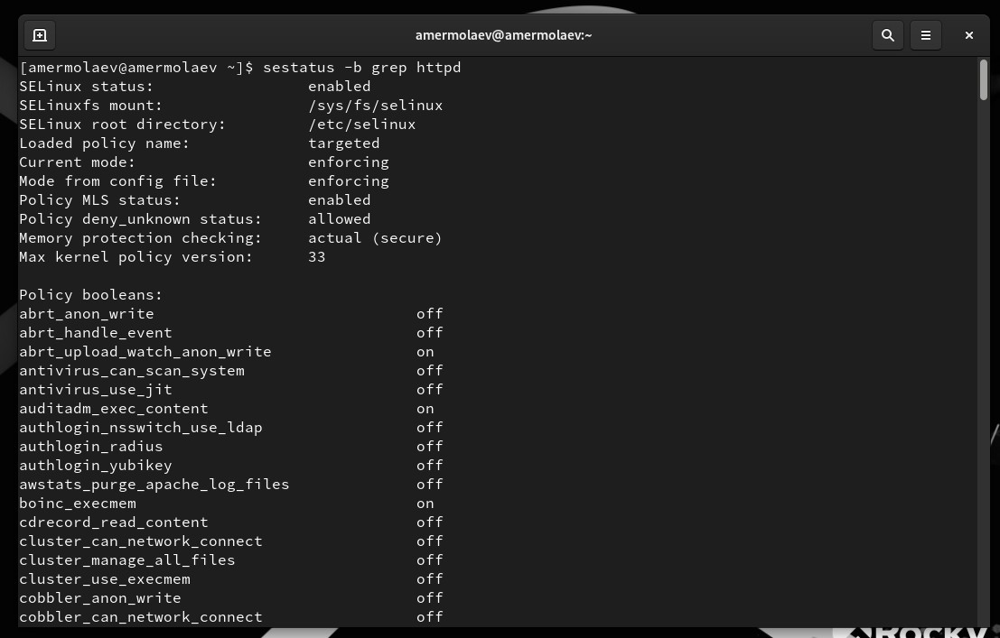 amermolaev@amermolaev:~
[amermolaev@amermolaev ~]$ sestatus -b grep httpd
SELinux status:                 enabled
SELinuxfs mount:                /sys/fs/selinux
SELinux root directory:         /etc/selinux
Loaded policy name:             targeted
Current mode:                   enforcing
Mode from config file:          enforcing
Policy MLS status:              enabled
Policy deny_unknown status:     allowed
Memory protection checking:     actual (secure)
Max kernel policy version:      33

Policy booleans:
abrt_anon_write                             off
abrt_handle_event                           off
abrt_upload_watch_anon_write                on
antivirus_can_scan_system                   off
antivirus_use_jit                           off
auditadm_exec_content                       on
authlogin_nsswitch_use_ldap                 off
authlogin_radius                            off
authlogin_yubikey                           off
awstats_purge_apache_log_files              off
boinc_execmem                               on
cdrecord_read_content                       off
cluster_can_network_connect                 off
cluster_manage_all_files                    off
cluster_use_execmem                         off
cobbler_anon_write                          off
cobbler_can_network_connect                 off
ROCKY